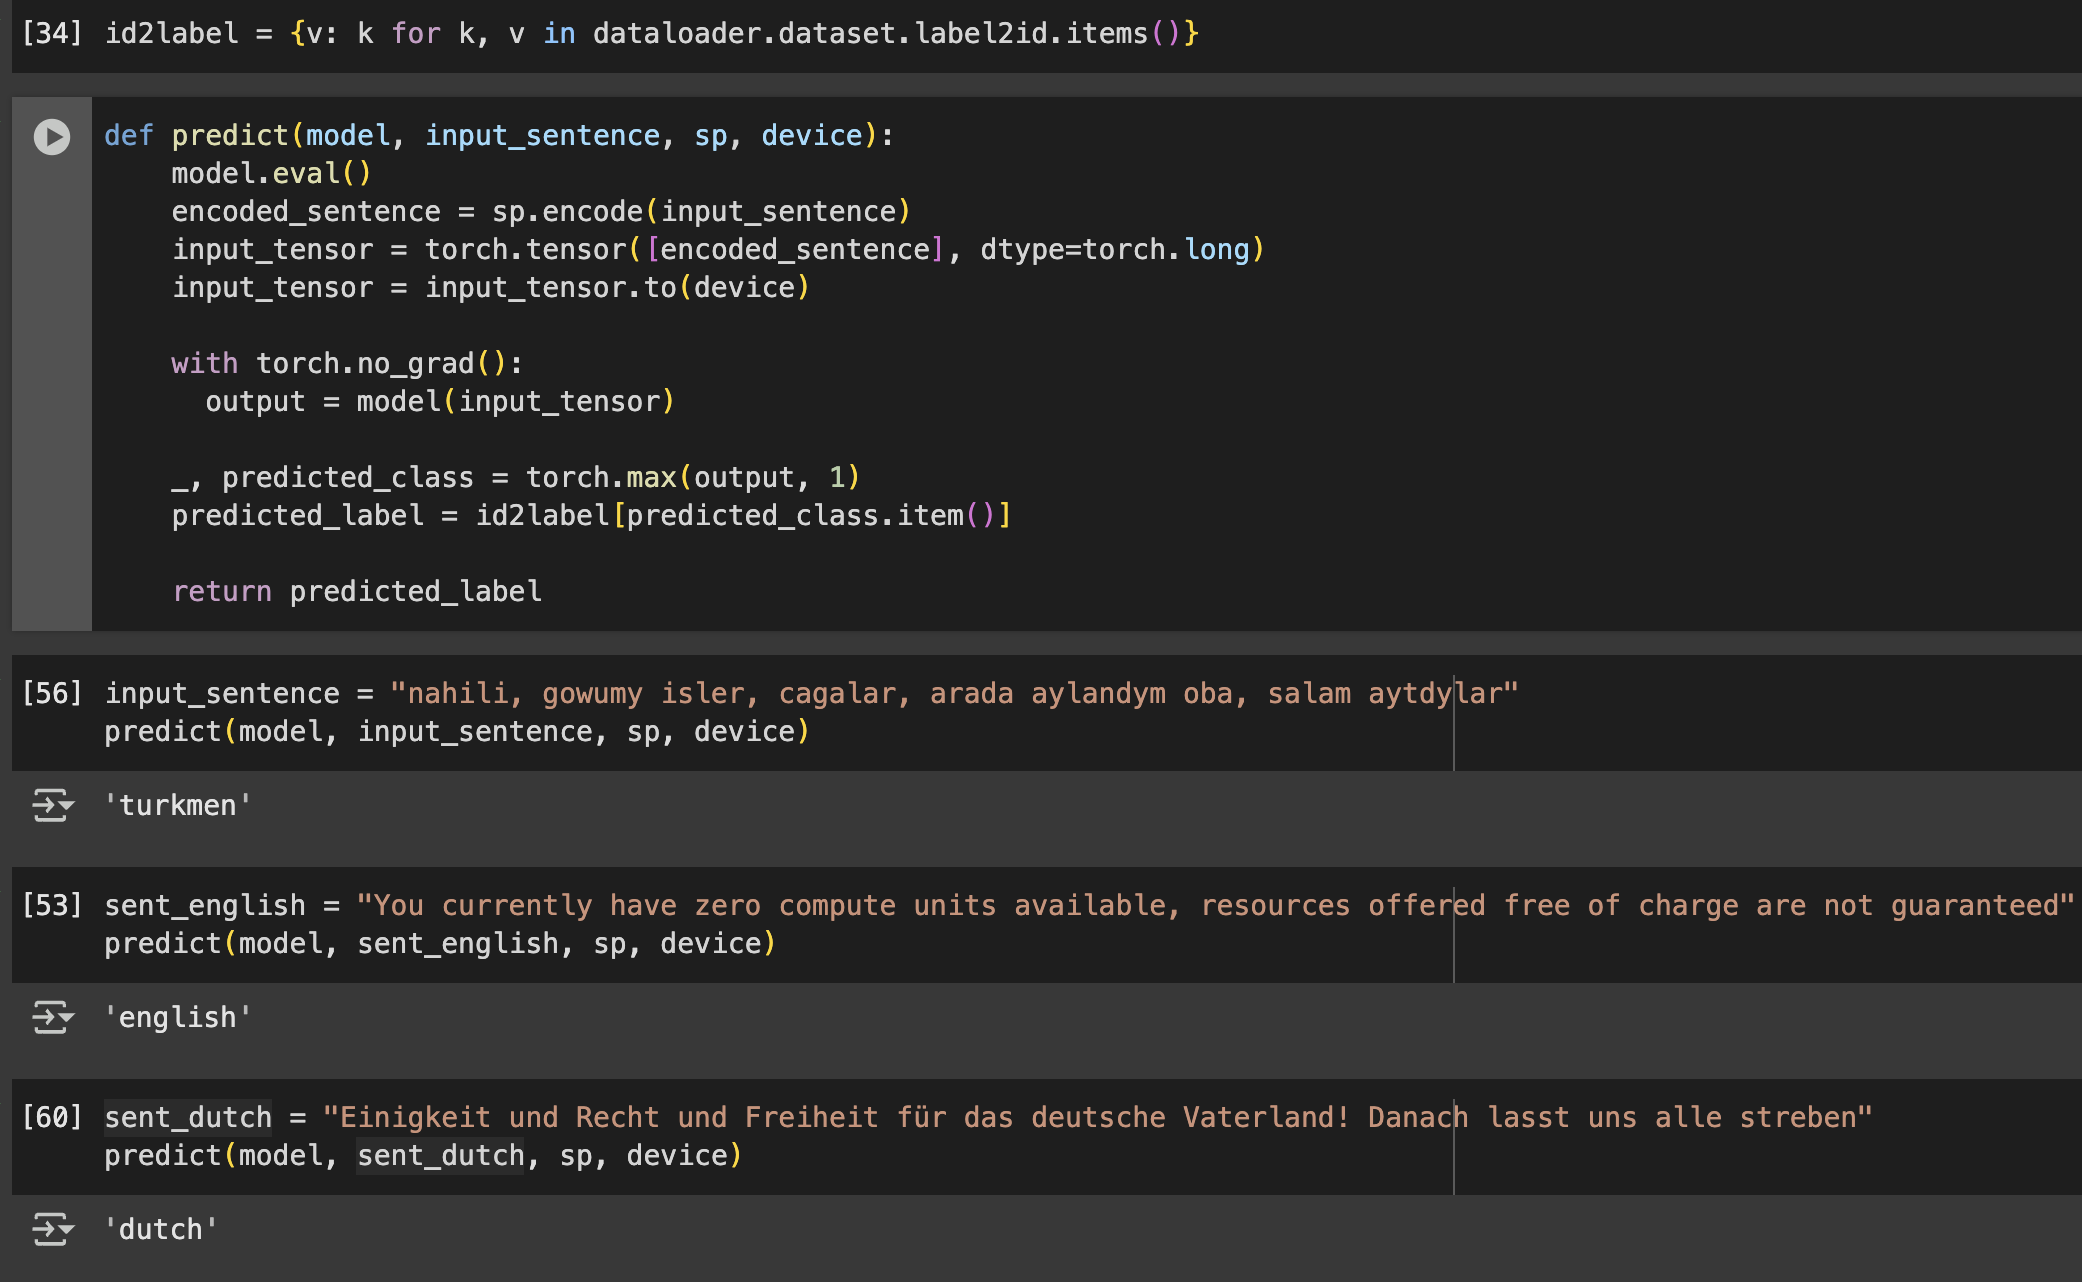 [34] id2label = {v: k for k, v in dataloader.dataset.label2id.items()}
def predict(model, input_sentence, sp, device):
    model.eval()
    encoded_sentence = sp.encode(input_sentence)
    input_tensor = torch.tensor([encoded_sentence], dtype=torch.long)
    input_tensor = input_tensor.to(device)
    with torch.no_grad():
      output = model(input_tensor)
    _, predicted_class = torch.max(output, 1)
    predicted_label = id2label[predicted_class.item()]
    return predicted_label
[56] input_sentence = "nahili, gowumy isler, cagalar, arada aylandym oba, salam aytdylar"
predict(model, input_sentence, sp, device)
'turkmen'
[53] sent_english = "You currently have zero compute units available, resources offered free of charge are not guaranteed"
predict(model, sent_english, sp, device)
'english'
[60] sent_dutch = "Einigkeit und Recht und Freiheit für das deutsche Vaterland! Danach lasst uns alle streben"
predict(model, sent_dutch, sp, device)
'dutch'